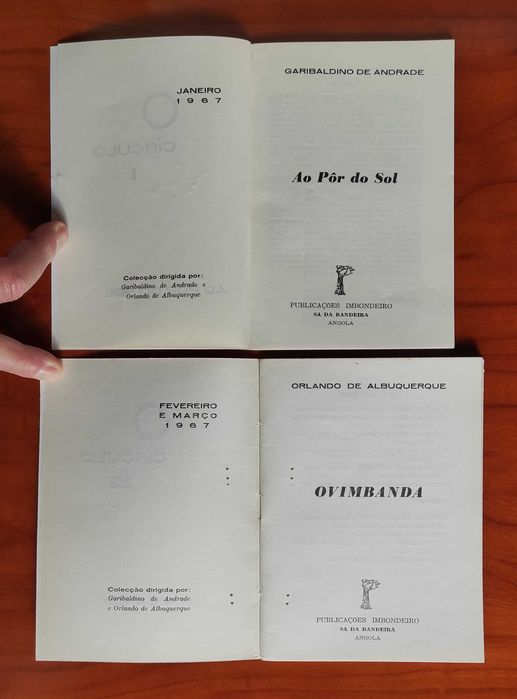 JANEIRO
1967
Colecção dirigida por:
Garibaldino de Andrade e
Orlando de Albuquerque
GARIBALDINO DE ANDRADE
Ao Pôr do Sol
PUBLICAÇÕES IMBONDEIRO
SÁ DA BANDEIRA
ANGOLA
FEVEREIRO
E MARÇO
1967
Colecção dirigida por:
Garibaldino de Andrade
e Orlando de Albuquerque
ORLANDO DE ALBUQUERQUE
OVIMBANDA
PUBLICAÇÕES IMBONDEIRO
SÁ DA BANDEIRA
ANGOLA